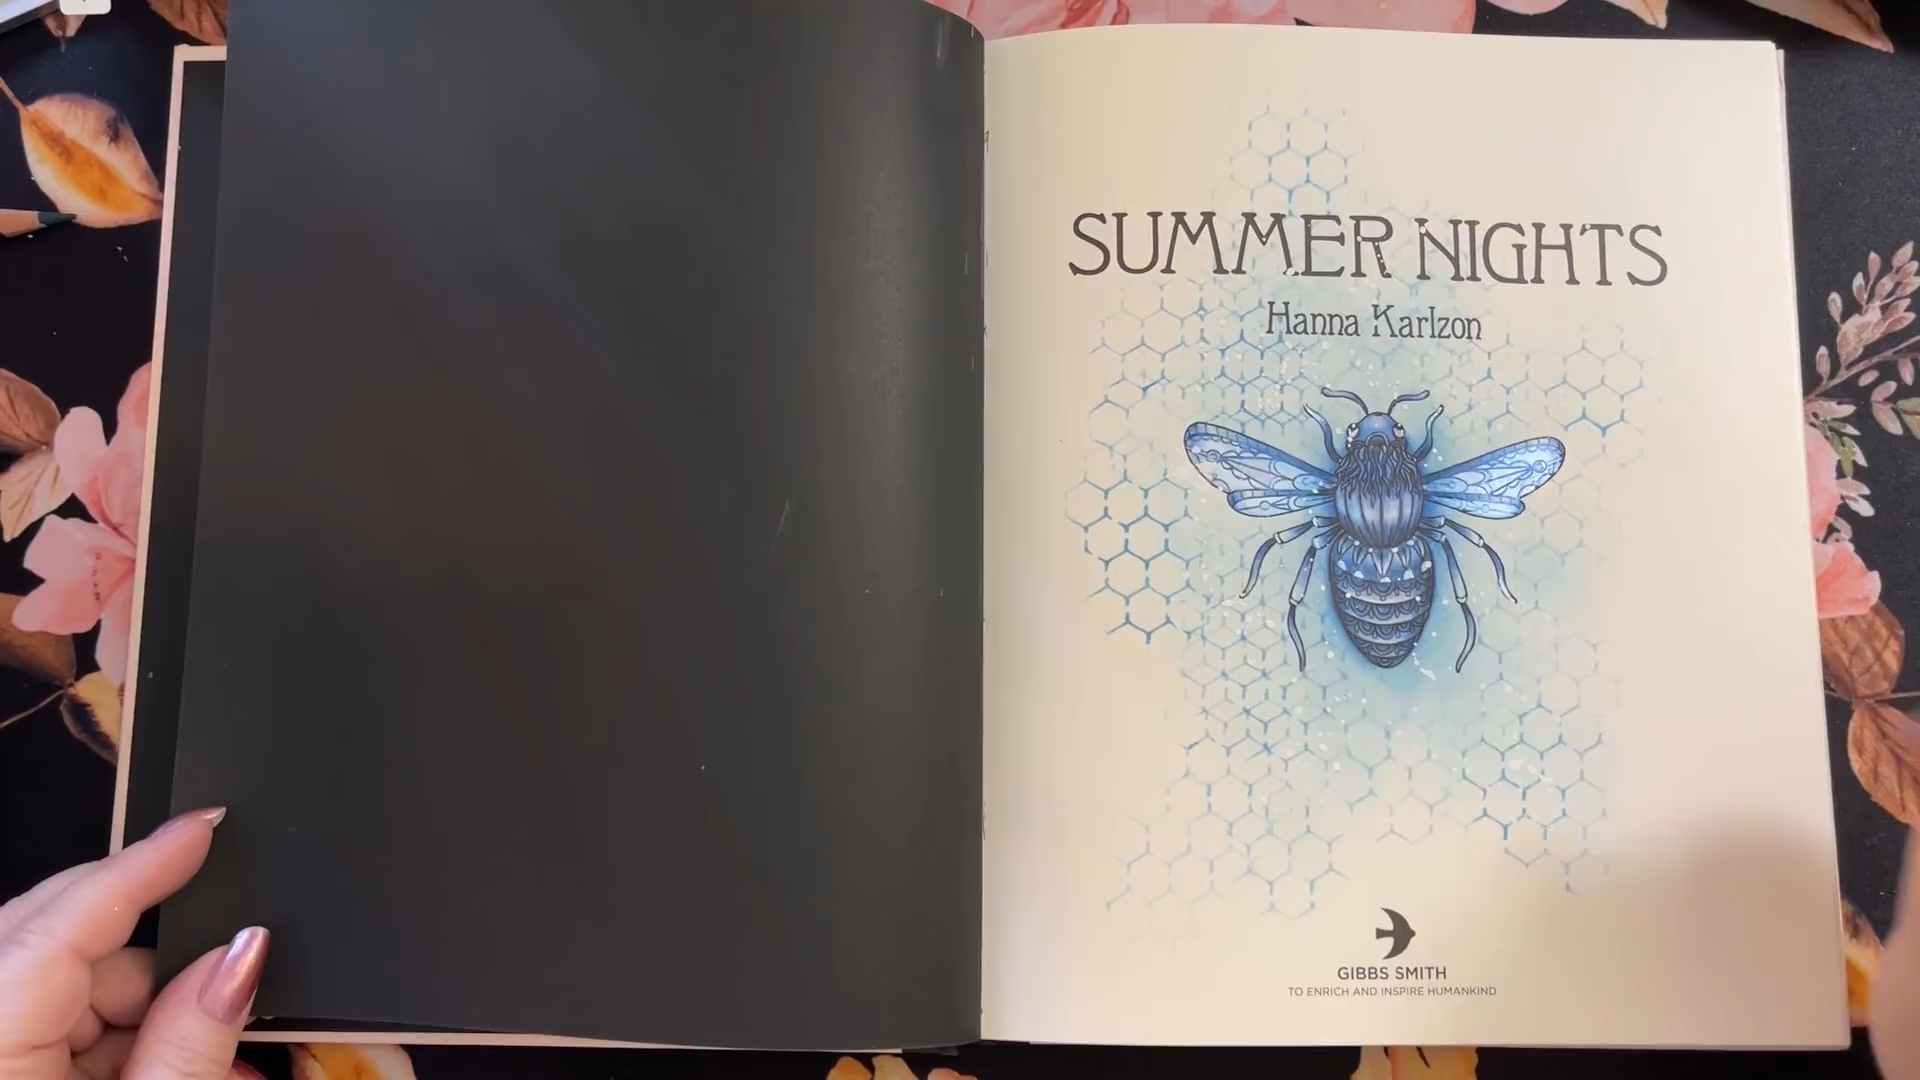 SUMMER NIGHTS
Hanna Karlzon
GIBBS SMITH
TO ENRICH AND INSPIRE HUMANKIND